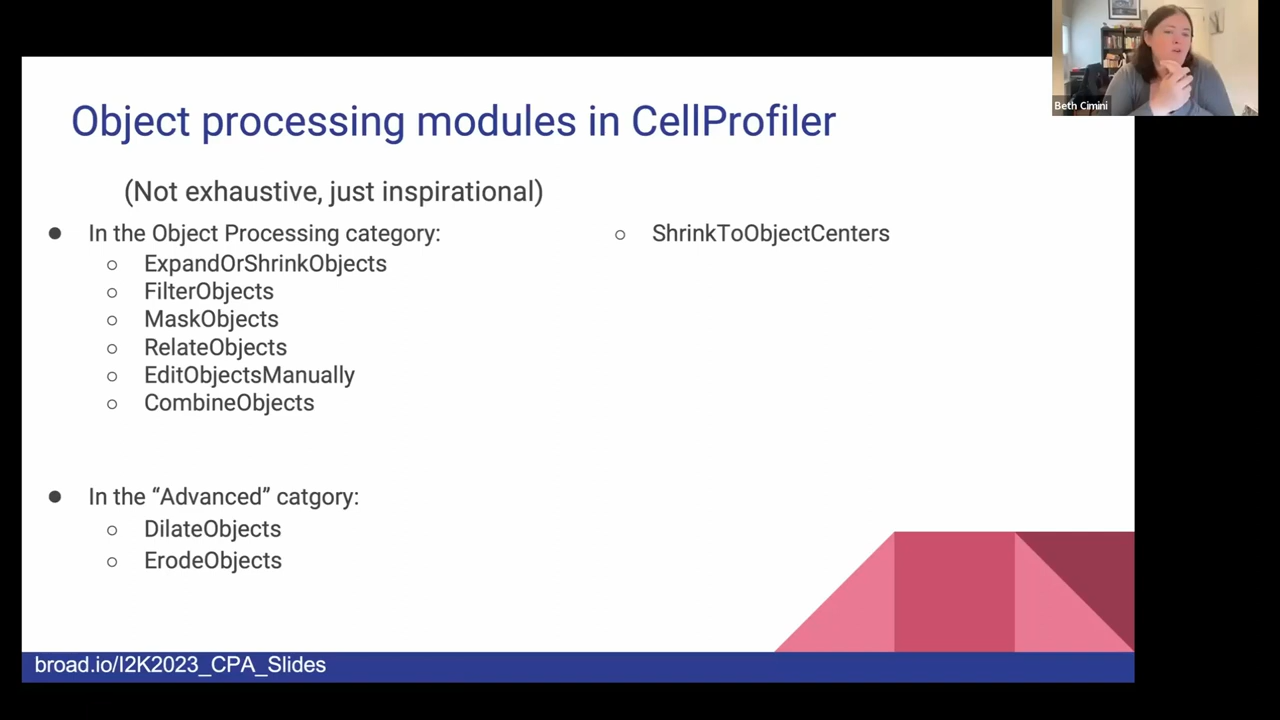 Beth Cimini
Object processing modules in CellProfiler
(Not exhaustive, just inspirational)
● In the Object Processing category:
○ ExpandOrShrinkObjects
○ FilterObjects
○ MaskObjects
○ RelateObjects
○ EditObjectsManually
○ CombineObjects
● In the “Advanced” catgory:
○ DilateObjects
○ ErodeObjects
○ ShrinkToObjectCenters
broad.io/I2K2023_CPA_Slides